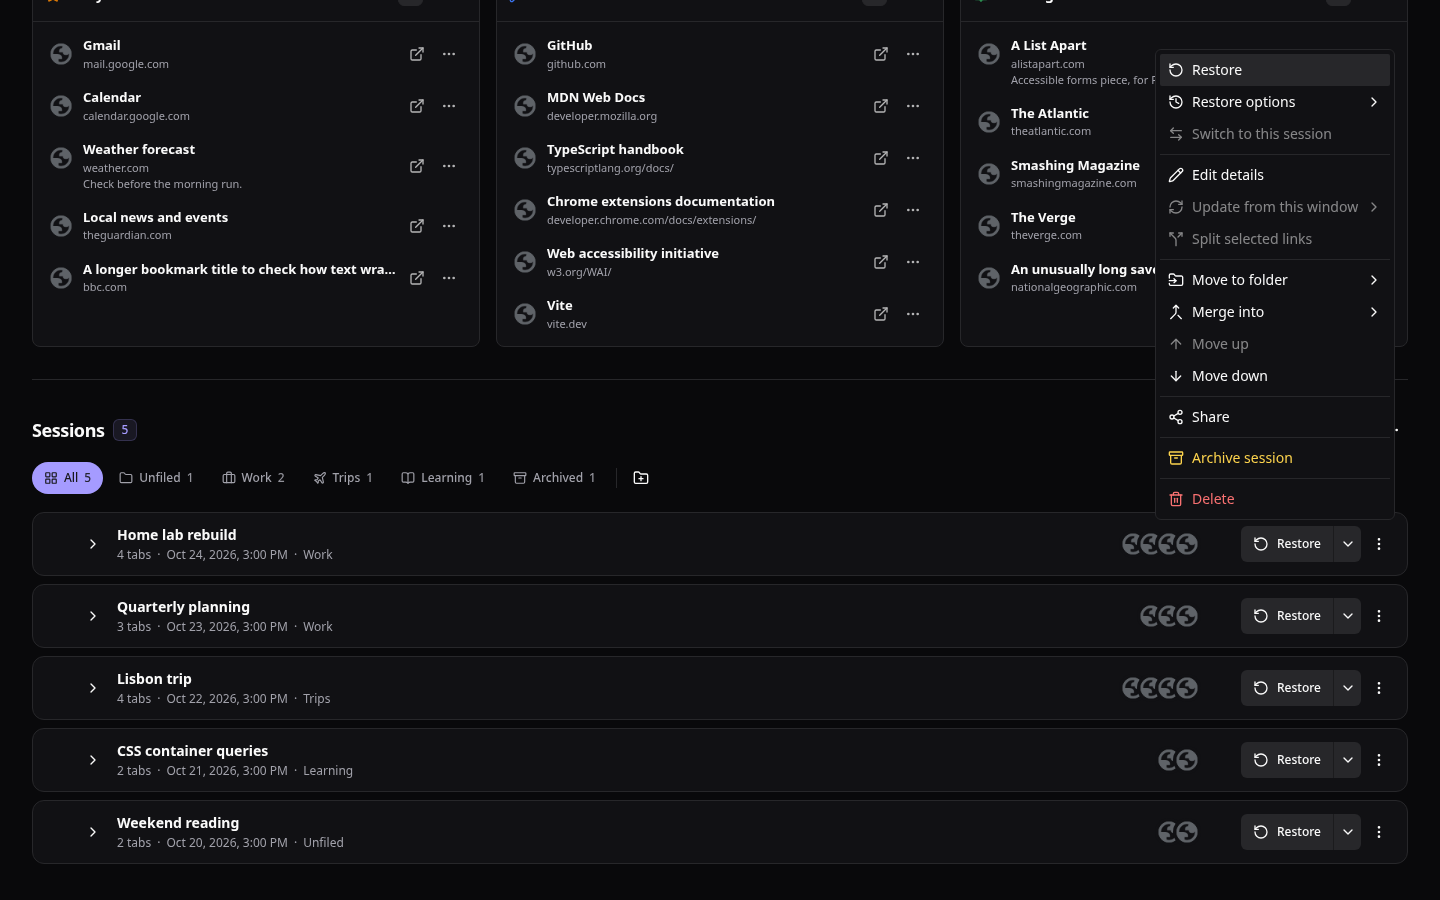 Gmail
mail.google.com
Calendar
calendar.google.com
Weather forecast
weather.com
Check before the morning run.
Local news and events
theguardian.com
A longer bookmark title to check how text wra...
bbc.com
GitHub
github.com
MDN Web Docs
developer.mozilla.org
TypeScript handbook
typescriptlang.org/docs/
Chrome extensions documentation
developer.chrome.com/docs/extensions/
Web accessibility initiative
w3.org/WAI/
Vite
vite.dev
A List Apart
alistapart.com
Accessible forms piece, for
The Atlantic
theatlantic.com
Smashing Magazine
smashingmagazine.com
The Verge
theverge.com
An unusually long
nationalgeographic.com
Restore
Restore options
Switch to this session
Edit details
Update from this window
Split selected links
Move to folder
Merge into
Move up
Move down
Share
Archive session
Delete
Sessions 5
All 5 Unfiled 1 Work 2 Trips 1 Learning 1 Archived 1
Home lab rebuild
4 tabs · Oct 24, 2026, 3:00 PM · Work
Restore
Quarterly planning
3 tabs · Oct 23, 2026, 3:00 PM · Work
Restore
Lisbon trip
4 tabs · Oct 22, 2026, 3:00 PM · Trips
Restore
CSS container queries
2 tabs · Oct 21, 2026, 3:00 PM · Learning
Restore
Weekend reading
2 tabs · Oct 20, 2026, 3:00 PM · Unfiled
Restore